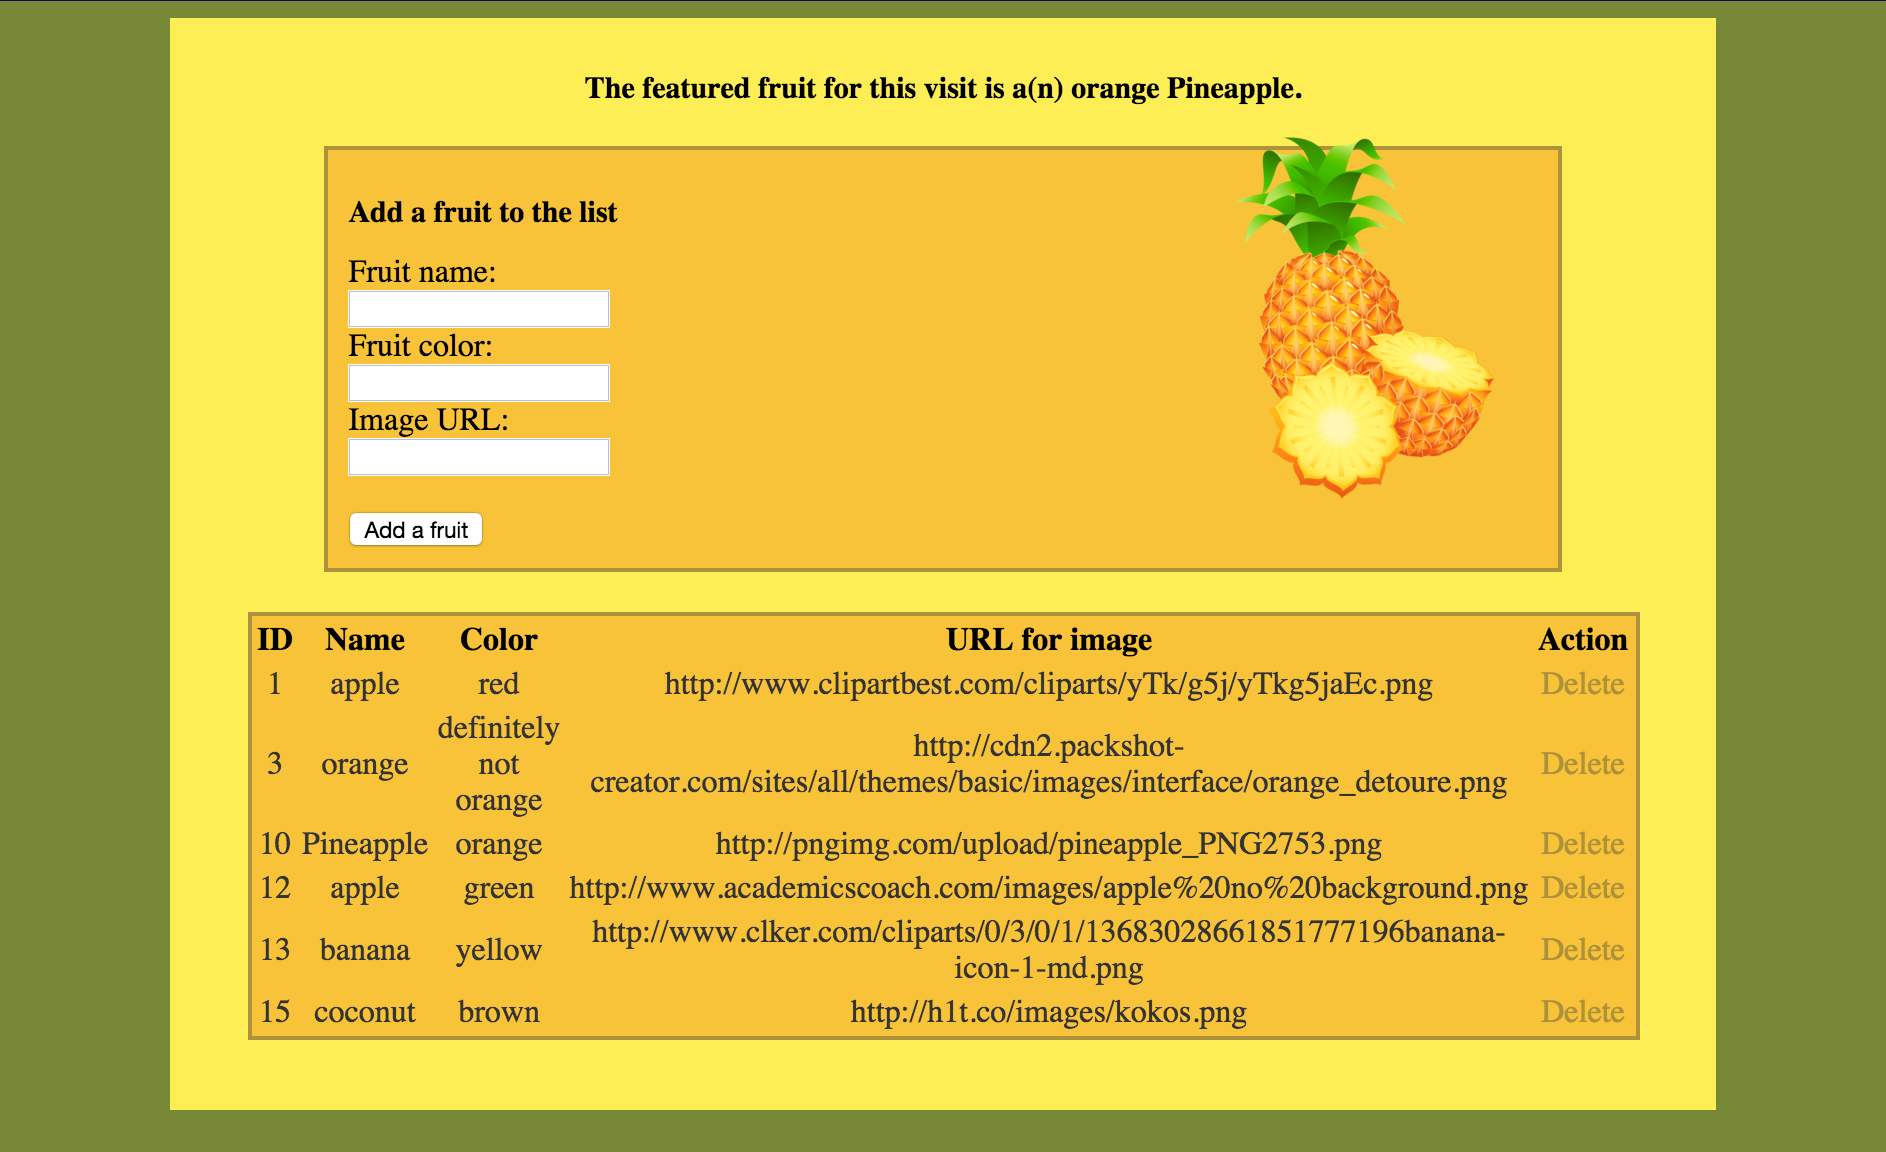 The featured fruit for this visit is a(n) orange Pineapple.
Add a fruit to the list
Fruit name:
Fruit color:
Image URL:
Add a fruit
ID Name Color URL for image Action
1 apple red http://www.clipartbest.com/cliparts/yTk/g5j/yTkg5jaEc.png Delete
3 orange definitely
not
orange http://cdn2.packshot-
creator.com/sites/all/themes/basic/images/interface/orange_detoure.png Delete
10 Pineapple orange http://pngimg.com/upload/pineapple_PNG2753.png Delete
12 apple green http://www.academicscoach.com/images/apple%20no%20background.png Delete
13 banana yellow http://www.clker.com/cliparts/0/3/0/1/13683028661851777196banana-
icon-1-md.png Delete
15 coconut brown http://h1t.co/images/kokos.png Delete